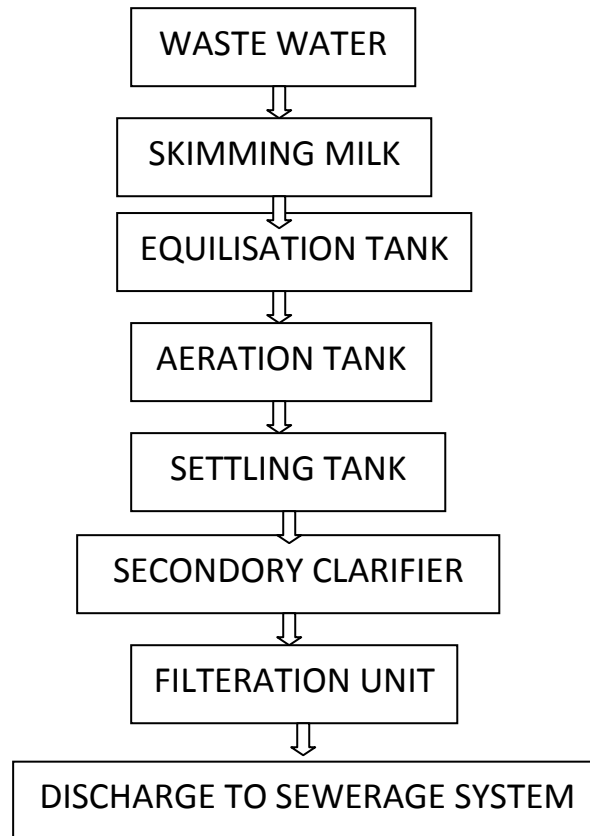 WASTE WATER
SKIMMING MILK
EQUILISATION TANK
AERATION TANK
SETTLING TANK
SECONDORY CLARIFIER
FILTERATION UNIT
DISCHARGE TO SEWERAGE SYSTEM